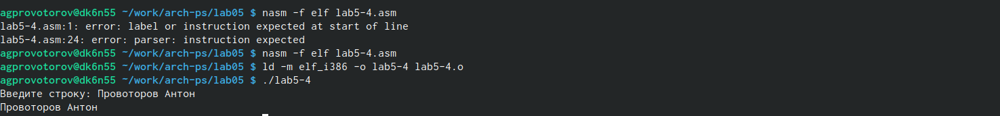 agprovotorov@dk6n55 ~/work/arch-ps/lab05 $ nasm -f elf lab5-4.asm
lab5-4.asm:1: error: label or instruction expected at start of line
lab5-4.asm:24: error: parser: instruction expected
agprovotorov@dk6n55 ~/work/arch-ps/lab05 $ nasm -f elf lab5-4.asm
agprovotorov@dk6n55 ~/work/arch-ps/lab05 $ ld -m elf_i386 -o lab5-4 lab5-4.o
agprovotorov@dk6n55 ~/work/arch-ps/lab05 $ ./lab5-4
Введите строку: Провоторов Антон
Провоторов Антон